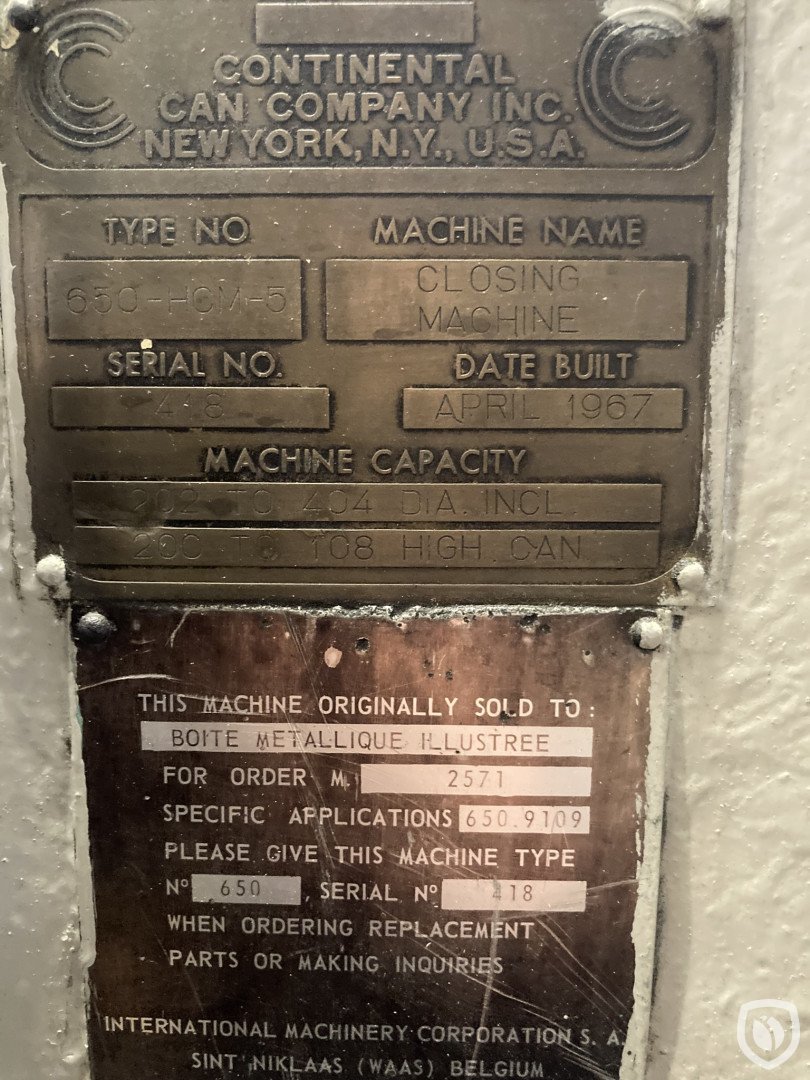 CONTINENTAL
CAN COMPANY INC.
NEW YORK, N.Y., U.S.A.
TYPE NO MACHINE NAME
650-HCM-5 CLOSING
MACHINE
SERIAL NO. DATE BUILT
418 APRIL 1967
MACHINE CAPACITY
202 TO 404 DIA. INCL.
200 TO 108 HIGH CAN
THIS MACHINE ORIGINALLY SOLD TO:
BOITE METALLIQUE ILLUSTREE
FOR ORDER M. 2571
SPECIFIC APPLICATIONS 650.9109
PLEASE GIVE THIS MACHINE TYPE
Nº 650, SERIAL Nº 418
WHEN ORDERING REPLACEMENT
PARTS OR MAKING INQUIRIES
INTERNATIONAL MACHINERY CORPORATION S. A.
SINT NIKLAAS (WAAS) BELGIUM